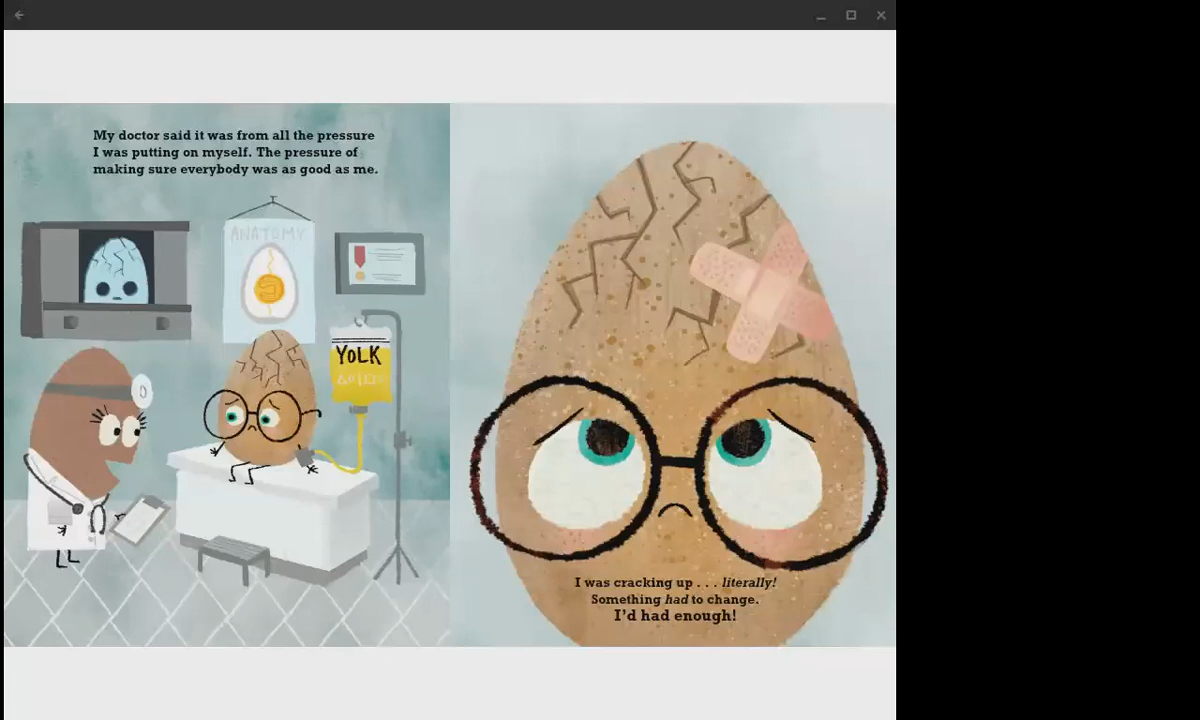 My doctor said it was from all the pressure
I was putting on myself. The pressure of
making sure everybody was as good as me.
ANATOMY
YOLK
I was cracking up . . . literally!
Something had to change.
I'd had enough!